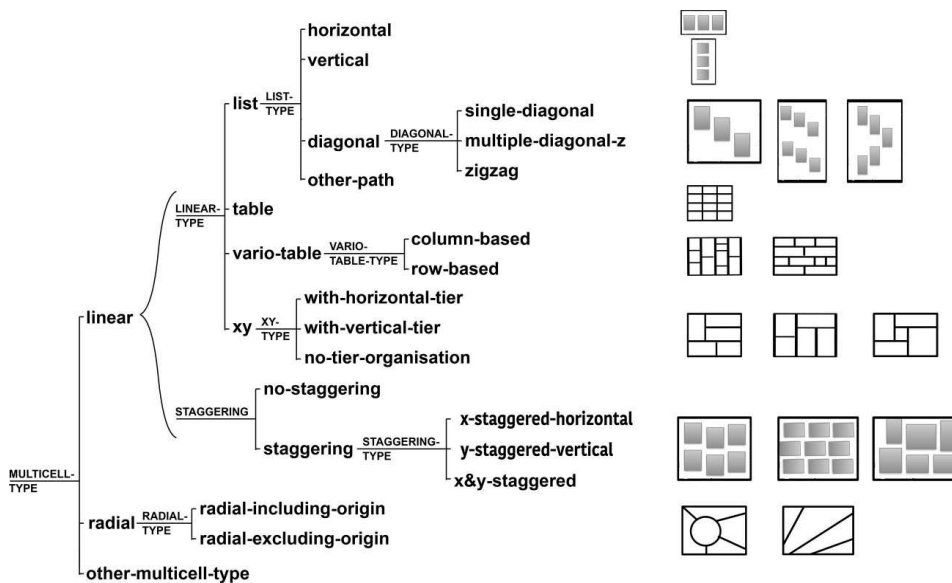 horizontal
vertical
list LIST-TYPE
single-diagonal
diagonal DIAGONAL-TYPE multiple-diagonal-z
zigzag
other-path
LINEAR-TYPE table
column-based
vario-table VARIO-TABLE-TYPE
row-based
with-horizontal-tier
linear
xy XY-TYPE with-vertical-tier
no-tier-organisation
no-staggering
STAGGERING
x-staggered-horizontal
staggering STAGGERING-TYPE y-staggered-vertical
MULTICELL-TYPE
x&y-staggered
radial-including-origin
radial RADIAL-TYPE
radial-excluding-origin
other-multicell-type